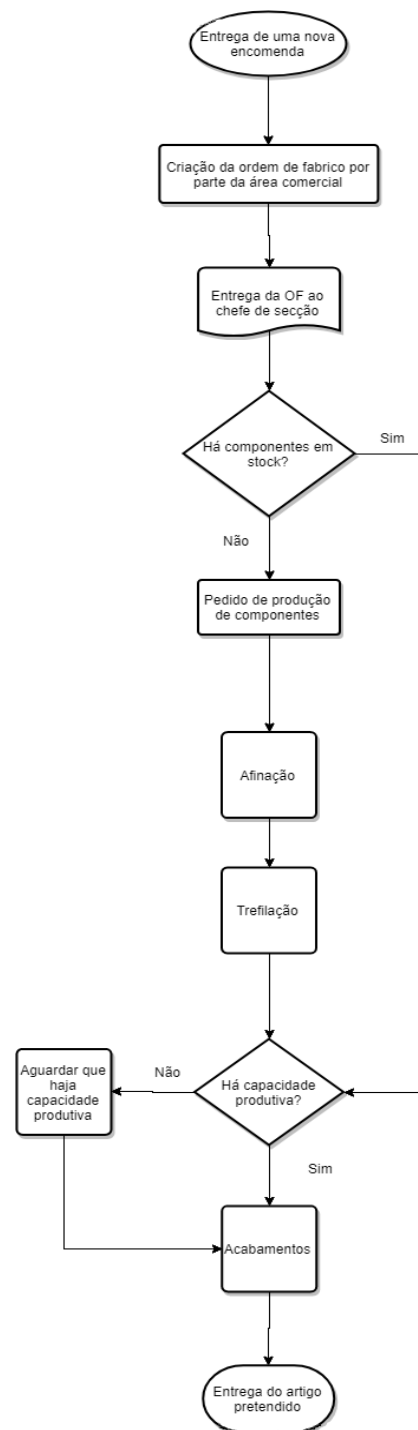 Entrega de uma nova
encomenda
Criação da ordem de fabrico por
parte da área comercial
Entrega da OF ao
chefe de secção
Há componentes em
stock?
Sim
Não
Pedido de produção
de componentes
Afinação
Trefilação
Há capacidade
produtiva?
Não
Aguardar que
haja
capacidade
produtiva
Sim
Acabamentos
Entrega do artigo
pretendido